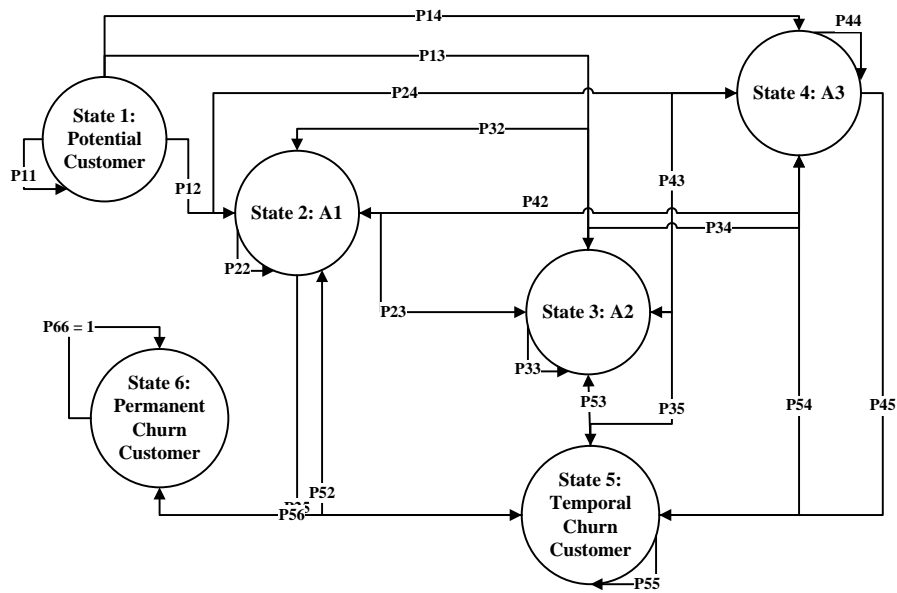 P14
P44
P13
State 1:
Potential
Customer
P24
State 4: A3
P32
P11
P12
P43
P42
State 2: A1
P34
P22
P23
State 3: A2
P66 = 1
P33
State 6:
Permanent
Churn
Customer
P53
P35
P54
P45
State 5:
Temporal
Churn
Customer
P52
P56
P55